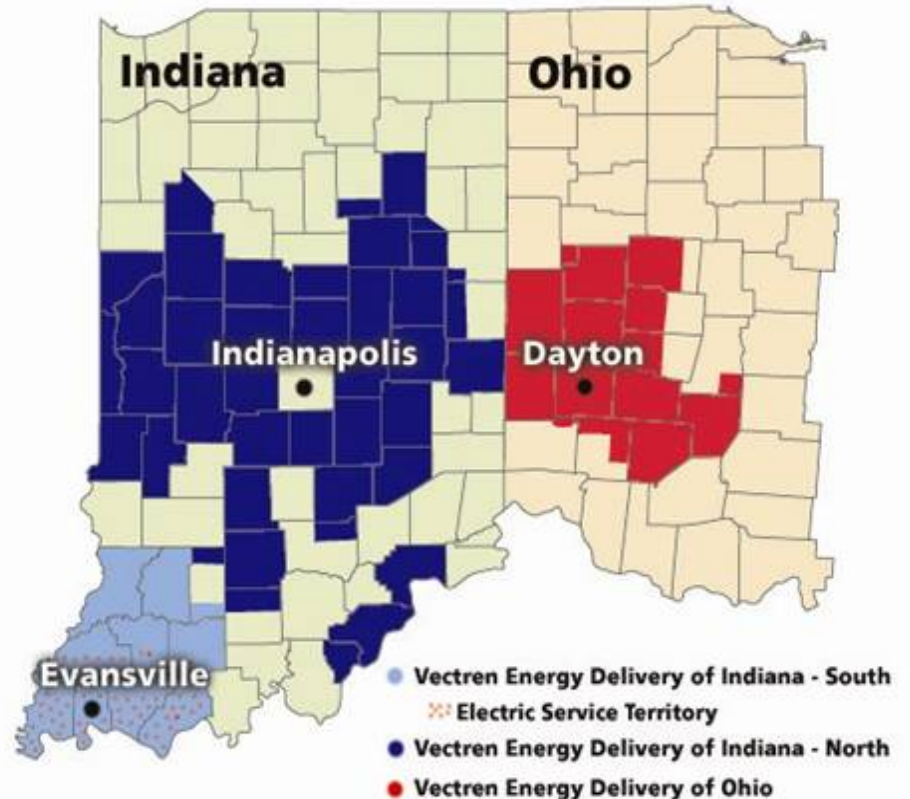 Indiana
Ohio
Indianapolis
Dayton
Evansville
Vectren Energy Delivery of Indiana - South
Electric Service Territory
Vectren Energy Delivery of Indiana - North
Vectren Energy Delivery of Ohio